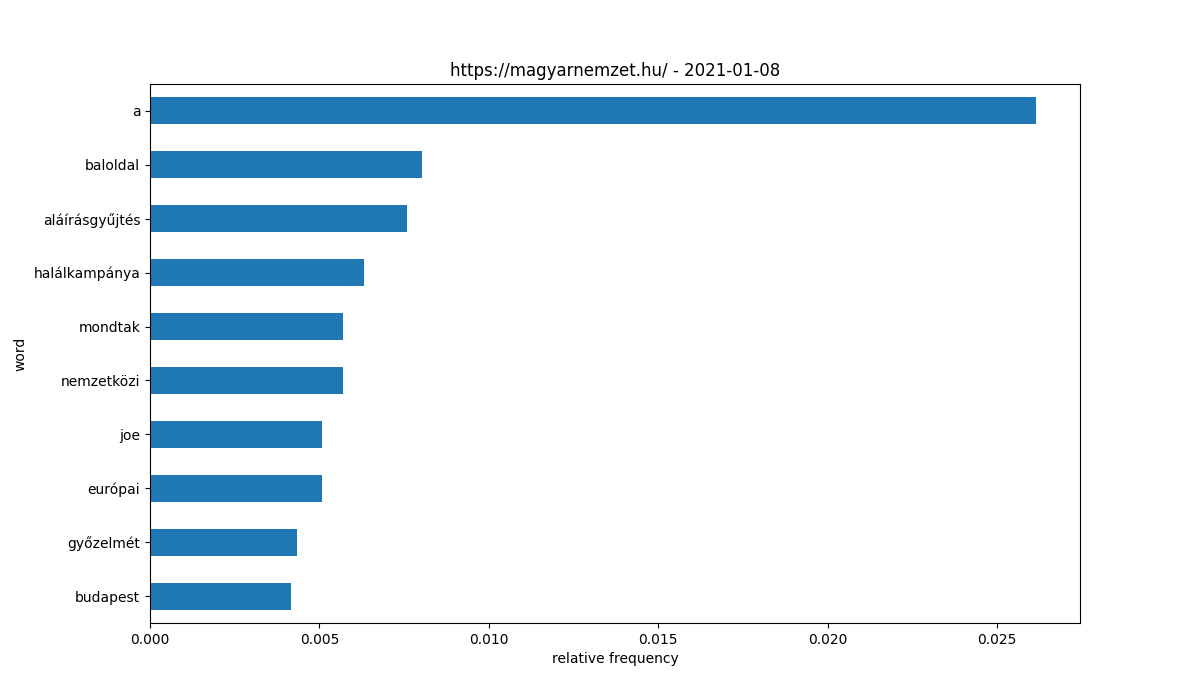 https://magyarnemzet.hu/ - 2021-01-08
a
baloldal
aláírásgyűjtés
halálkampánya
mondtak
nemzetközi
joe
európai
győzelmét
budapest
word
0.000 0.005 0.010 0.015 0.020 0.025
relative frequency